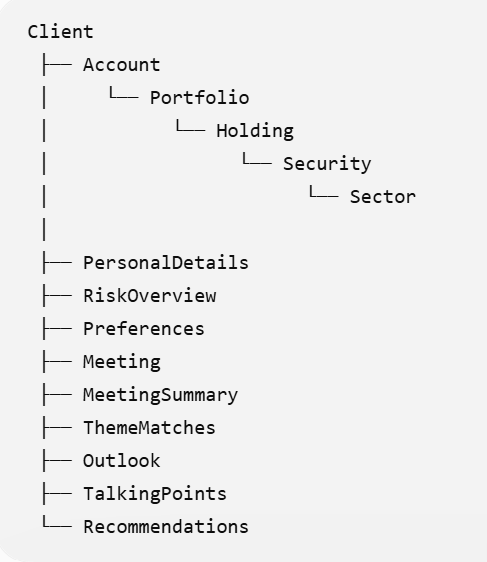 Client
├── Account
│     └── Portfolio
│           └── Holding
│                 └── Security
│                       └── Sector
│
├── PersonalDetails
├── RiskOverview
├── Preferences
├── Meeting
├── MeetingSummary
├── ThemeMatches
├── Outlook
├── TalkingPoints
└── Recommendations